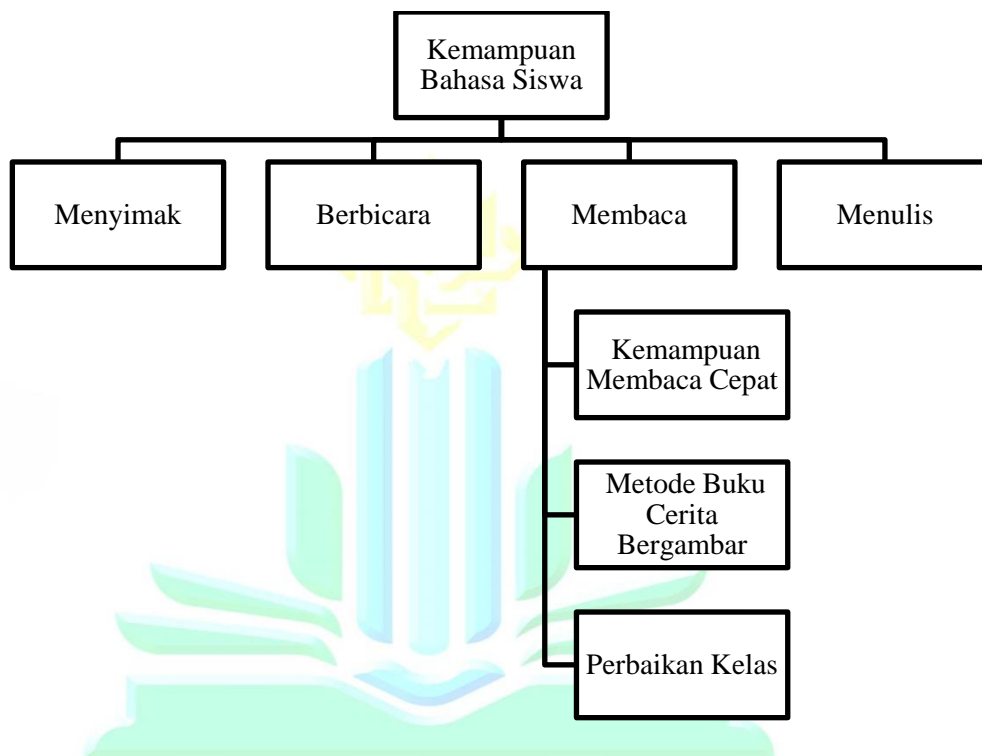 Kemampuan
Bahasa Siswa
Menyimak
Berbicara
Membaca
Menulis
Kemampuan
Membaca Cepat
Metode Buku
Cerita
Bergambar
Perbaikan Kelas